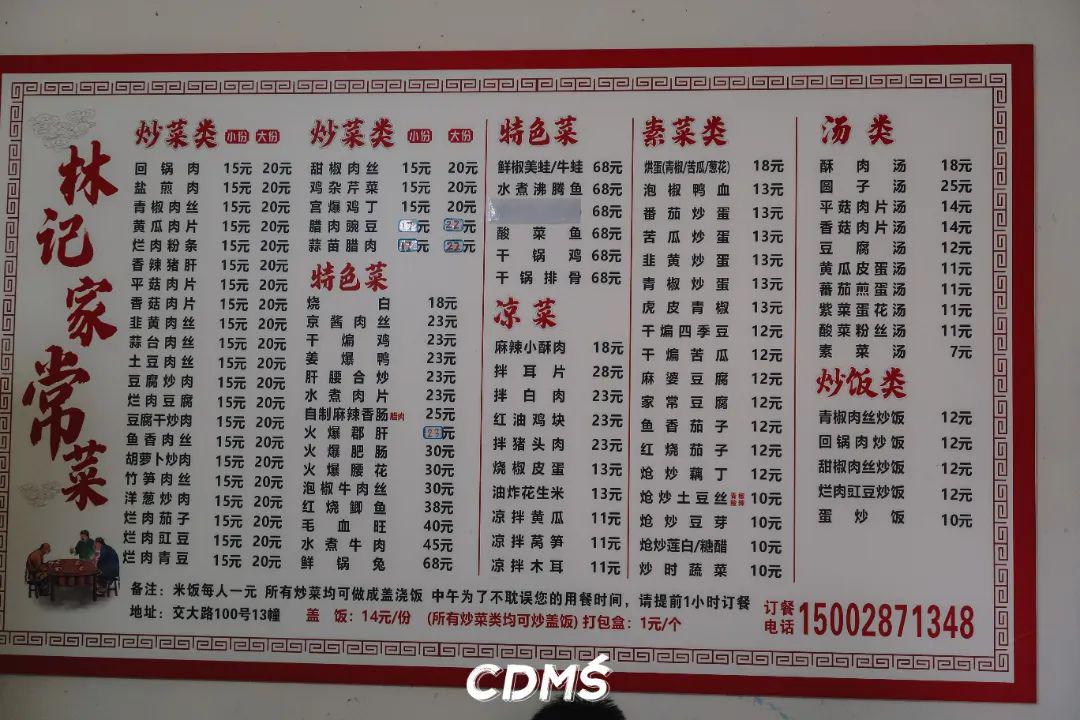 林记家常菜
炒菜类 小份 大份
回锅肉 15元 20元
盐煎肉 15元 20元
青椒肉丝 15元 20元
黄瓜肉片 15元 20元
烂肉粉条 15元 20元
香辣猪肝 15元 20元
平菇肉片 15元 20元
香菇肉片 15元 20元
韭黄肉丝 15元 20元
蒜台肉丝 15元 20元
土豆肉丝 15元 20元
豆腐炒肉 15元 20元
烂肉豆腐 15元 20元
豆腐干炒肉 15元 20元
鱼香肉丝 15元 20元
胡萝卜炒肉 15元 20元
竹笋肉丝 15元 20元
洋葱炒肉 15元 20元
烂肉茄子 15元 20元
烂肉豇豆 15元 20元
烂肉青豆 15元 20元
炒菜类 小份 大份
甜椒肉丝 15元 20元
鸡杂芹菜 15元 20元
宫爆鸡丁 15元 20元
腊肉豌豆 17元 22元
蒜苗腊肉 17元 22元
特色菜
烧白 18元
京酱肉丝 23元
干煸鸡 23元
姜爆鸭 23元
肝腰合炒 23元
水煮肉片 23元
自制麻辣香肠腊肉 25元
火爆郡肝 27元
火爆肥肠 30元
火爆腰花 30元
泡椒牛肉丝 30元
红烧鲫鱼 38元
毛血旺 40元
水煮牛肉 45元
鲜锅兔 68元
特色菜
鲜椒美蛙/牛蛙 68元
水煮沸腾鱼 68元
68元
酸菜鱼 68元
干锅鸡 68元
干锅排骨 68元
凉菜
麻辣小酥肉 18元
拌耳片 28元
拌白肉 23元
红油鸡块 23元
拌猪头肉 23元
烧椒皮蛋 13元
油炸花生米 13元
凉拌黄瓜 11元
凉拌莴笋 11元
凉拌木耳 11元
素菜类
烘蛋(青椒/苦瓜/葱花) 18元
泡椒鸭血 13元
番茄炒蛋 13元
苦瓜炒蛋 13元
韭黄炒蛋 13元
青椒炒蛋 13元
虎皮青椒 13元
干煸四季豆 12元
干煸苦瓜 12元
麻婆豆腐 12元
家常豆腐 12元
鱼香茄子 12元
红烧茄子 12元
炝炒藕丁 12元
炝炒土豆丝 10元
炝炒豆芽 10元
炝炒莲白/糖醋 10元
炒时蔬菜 10元
汤类
酥肉汤 18元
圆子汤 25元
平菇肉片汤 14元
香菇肉片汤 14元
豆腐汤 12元
黄瓜皮蛋汤 11元
蕃茄煎蛋汤 11元
紫菜蛋花汤 11元
酸菜粉丝汤 11元
素菜汤 7元
炒饭类
青椒肉丝炒饭 12元
回锅肉炒饭 12元
甜椒肉丝炒饭 12元
烂肉豇豆炒饭 12元
蛋炒饭 10元
备注：米饭每人一元 所有炒菜均可做成盖浇饭 中午为了不耽误您的用餐时间，请提前1小时订餐
地址：交大路100号13幢 盖饭：14元/份 (所有炒菜类均可炒盖饭) 打包盒：1元/个
订餐电话 15002871348
CDMS